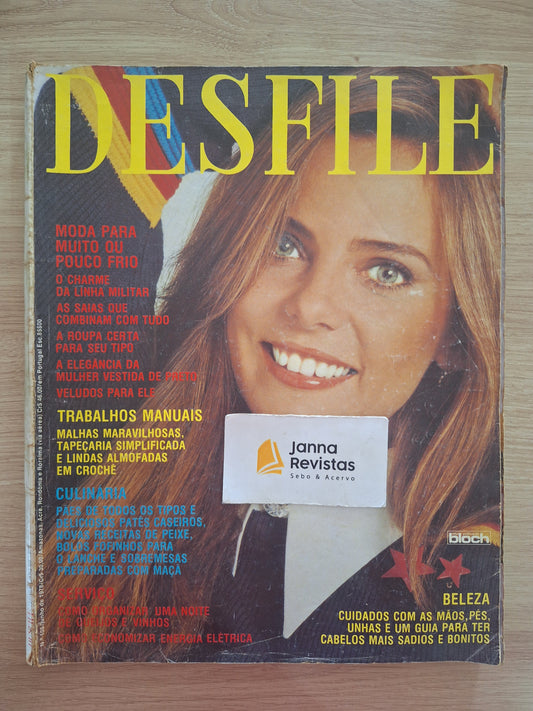 DESFILE
MODA PARA
MUITO OU
POUCO FRIO
O CHARME
DA LINHA MILITAR
AS SAIAS QUE
COMBINAM COM TUDO
A ROUPA CERTA
PARA SEU TIPO
A ELEGÂNCIA DA
MULHER VESTIDA DE PRETO
VELUDOS PARA ELE
TRABALHOS MANUAIS
MALHAS MARAVILHOSAS,
TAPEÇARIA SIMPLIFICADA
E LINDAS ALMOFADAS
EM CROCHÊ
CULINÁRIA
PÃES DE TODOS OS TIPOS E
DELICIOSOS PATÊS CASEIROS,
NOVAS RECEITAS DE PEIXE,
BOLOS FOFINHOS PARA
O LANCHE E SOBREMESAS
PREPARADAS COM MAÇÃ
SERVIÇO
COMO ORGANIZAR UMA NOITE
DE QUEIJOS E VINHOS
COMO ECONOMIZAR ENERGIA ELÉTRICA
Janna
Revistas
Sebo & Acervo
bloch
BELEZA
CUIDADOS COM AS MÃOS, PÉS,
UNHAS E UM GUIA PARA TER
CABELOS MAIS SADIOS E BONITOS